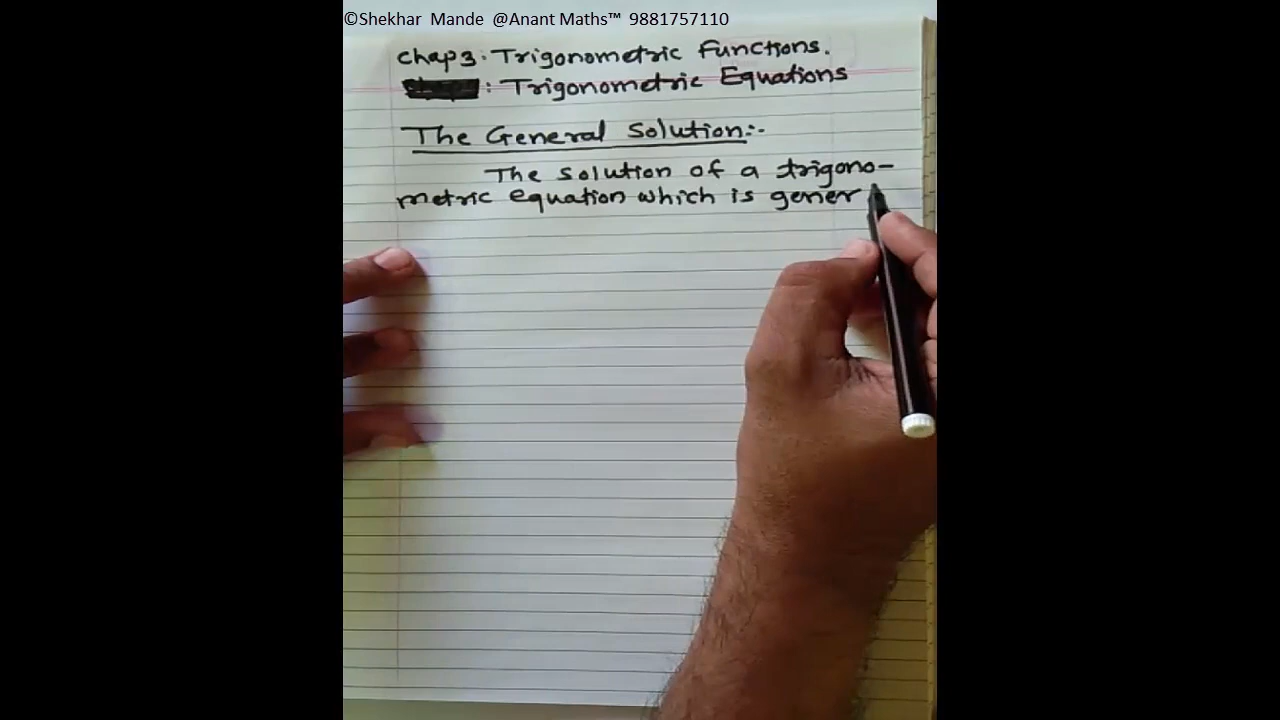 ©Shekhar Mande @Anant Maths™ 9881757110
Chap 3. Trigonometric Functions.
: Trigonometric Equations
The General Solution:-
The solution of a trigono-
metric equation which is gener